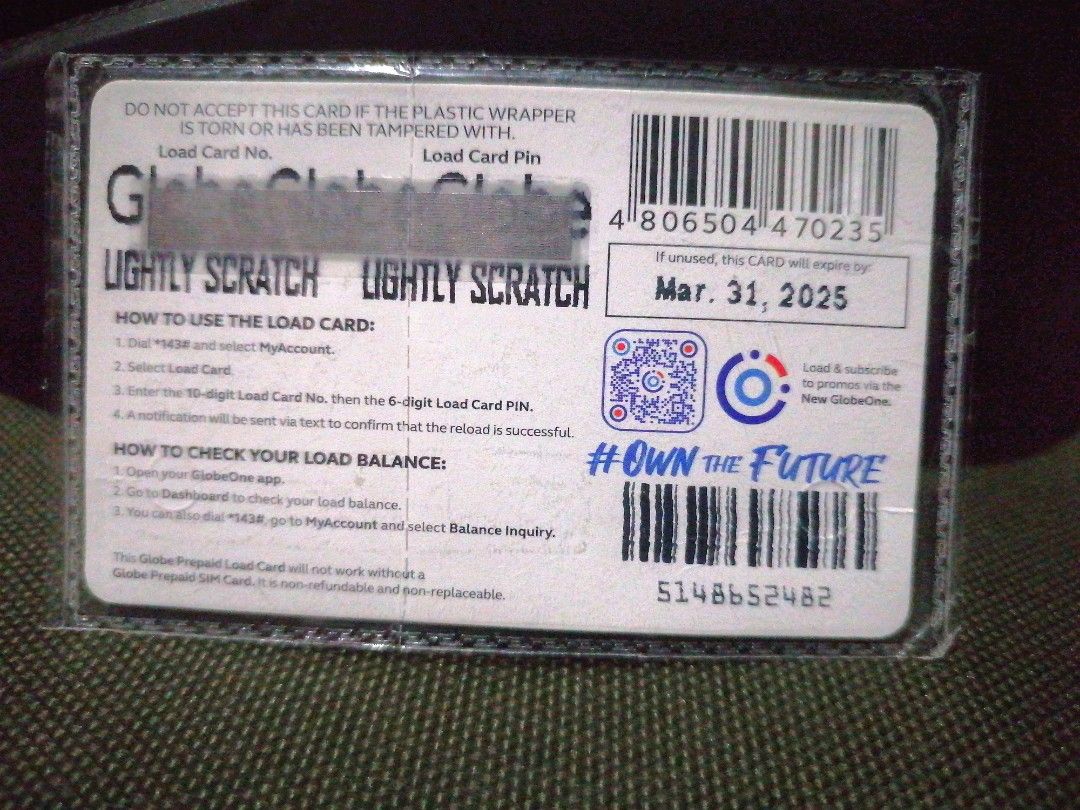 DO NOT ACCEPT THIS CARD IF THE PLASTIC WRAPPER
IS TORN OR HAS BEEN TAMPERED WITH.
Load Card No.
Load Card Pin
LIGHTLY SCRATCH
LIGHTLY SCRATCH
HOW TO USE THE LOAD CARD:
1. Dial *143# and select MyAccount.
2. Select Load Card.
3. Enter the 10-digit Load Card No. then the 6-digit Load Card PIN.
4. A notification will be sent via text to confirm that the reload is successful.
HOW TO CHECK YOUR LOAD BALANCE:
1. Open your GlobeOne app.
2. Go to Dashboard to check your load balance.
3. You can also dial *143#, go to MyAccount and select Balance Inquiry.
This Globe Prepaid Load Card will not work without a
Globe Prepaid SIM Card. It is non-refundable and non-replaceable.
4 806504 470235
If unused, this CARD will expire by:
Mar. 31, 2025
Load & subscribe
to promos via the
New GlobeOne.
#OWN THE FUTURE
5148652482